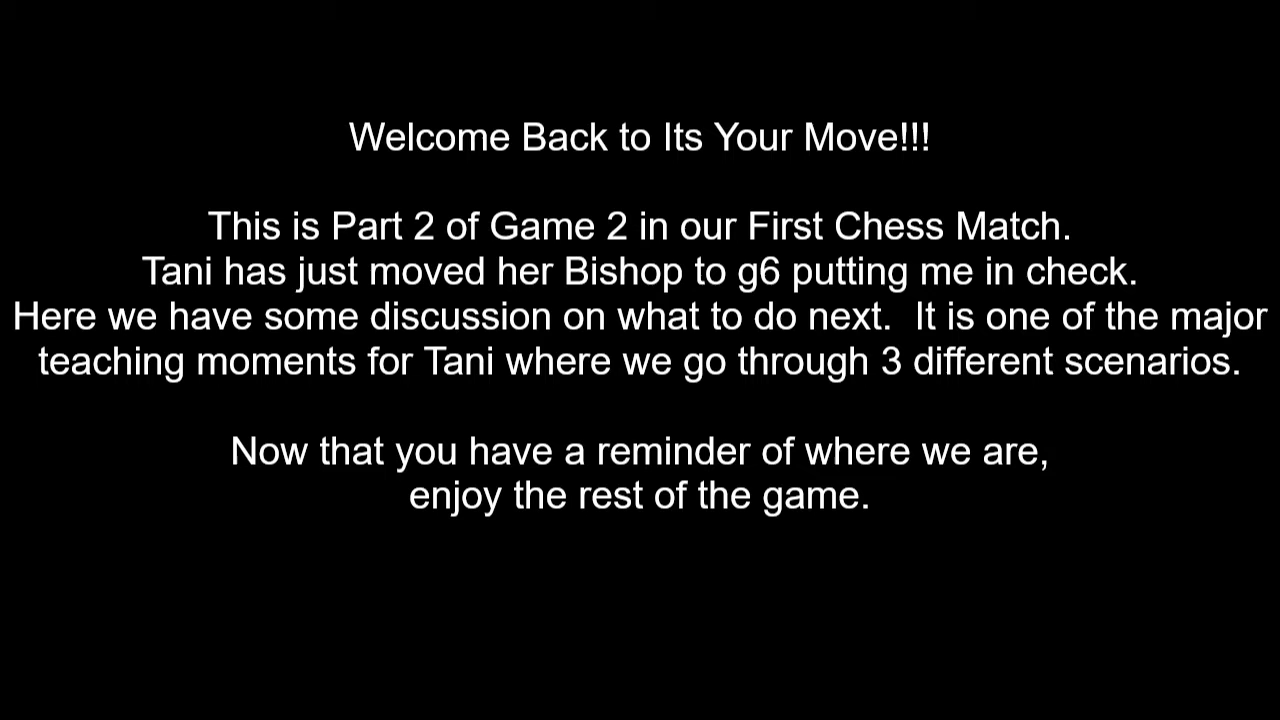 Welcome Back to Its Your Move!!!
This is Part 2 of Game 2 in our First Chess Match.
Tani has just moved her Bishop to g6 putting me in check.
Here we have some discussion on what to do next.  It is one of the major
teaching moments for Tani where we go through 3 different scenarios.
Now that you have a reminder of where we are,
enjoy the rest of the game.